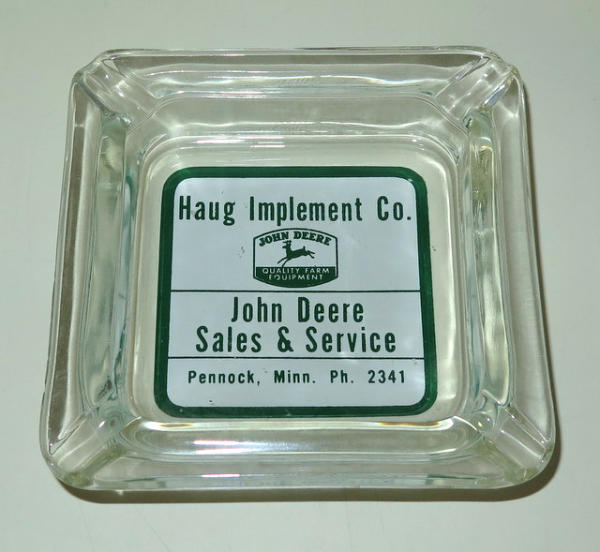 Haug Implement Co.
JOHN DEERE
QUALITY FARM
EQUIPMENT
John Deere
Sales & Service
Pennock, Minn. Ph. 2341